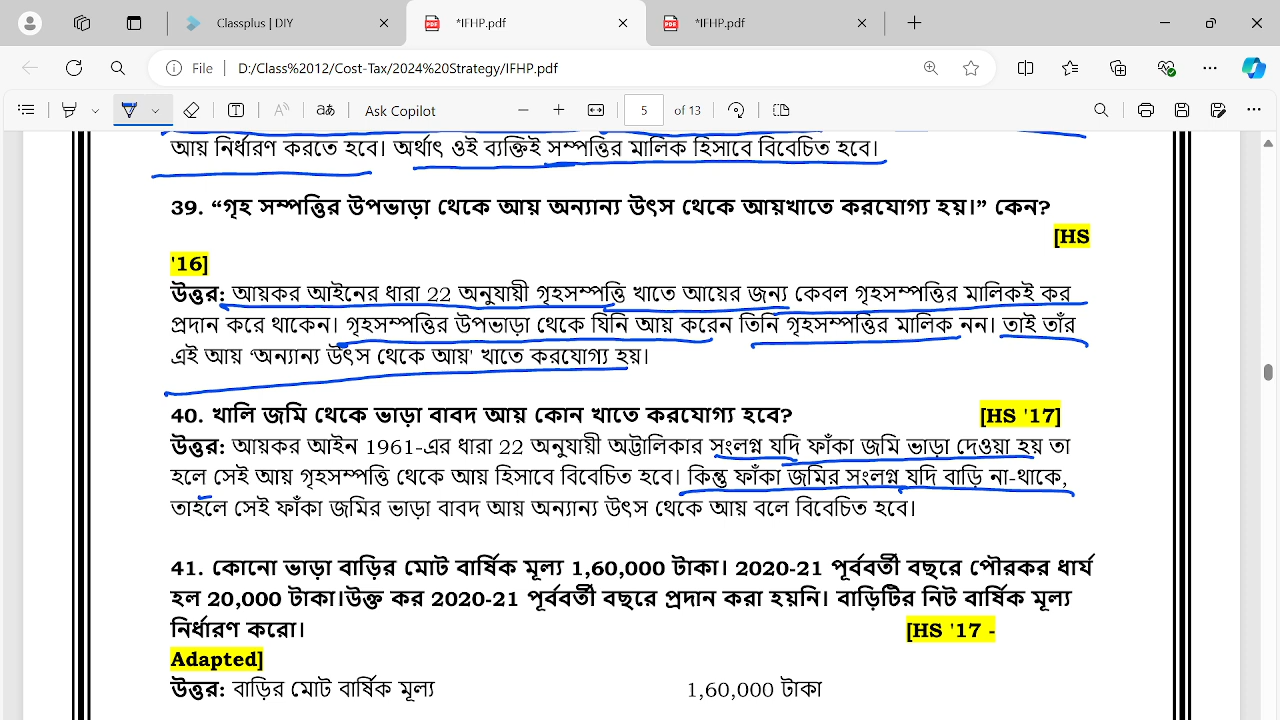 Classplus | DIY
*IFHP.pdf
*IFHP.pdf
File
D:/Class%2012/Cost-Tax/2024%20Strategy/IFHP.pdf
Ask Copilot
5 of 13
আয় নির্ধারণ করতে হবে। অর্থাৎ ওই ব্যক্তিই সম্পত্তির মালিক হিসাবে বিবেচিত হবে।
39. “গৃহ সম্পত্তির উপভাড়া থেকে আয় অন্যান্য উৎস থেকে আয়খাতে করযোগ্য হয়।” কেন?
[HS
'16]
উত্তর: আয়কর আইনের ধারা 22 অনুযায়ী গৃহসম্পত্তি খাতে আয়ের জন্য কেবল গৃহসম্পত্তির মালিকই কর
প্রদান করে থাকেন। গৃহসম্পত্তির উপভাড়া থেকে যিনি আয় করেন তিনি গৃহসম্পত্তির মালিক নন। তাই তাঁর
এই আয় ‘অন্যান্য উৎস থেকে আয়' খাতে করযোগ্য হয়।
40. খালি জমি থেকে ভাড়া বাবদ আয় কোন খাতে করযোগ্য হবে? [HS '17]
উত্তর: আয়কর আইন 1961-এর ধারা 22 অনুযায়ী অট্টালিকার সংলগ্ন যদি ফাঁকা জমি ভাড়া দেওয়া হয় তা
হলে সেই আয় গৃহসম্পত্তি থেকে আয় হিসাবে বিবেচিত হবে। কিন্তু ফাঁকা জমির সংলগ্ন যদি বাড়ি না-থাকে,
তাহলে সেই ফাঁকা জমির ভাড়া বাবদ আয় অন্যান্য উৎস থেকে আয় বলে বিবেচিত হবে।
41. কোনো ভাড়া বাড়ির মোট বার্ষিক মূল্য 1,60,000 টাকা। 2020-21 পূর্ববর্তী বছরে পৌরকর ধার্য
হল 20,000 টাকা।উক্ত কর 2020-21 পূর্ববর্তী বছরে প্রদান করা হয়নি। বাড়িটির নিট বার্ষিক মূল্য
নির্ধারণ করো। [HS '17 -
Adapted]
উত্তর: বাড়ির মোট বার্ষিক মূল্য 1,60,000 টাকা